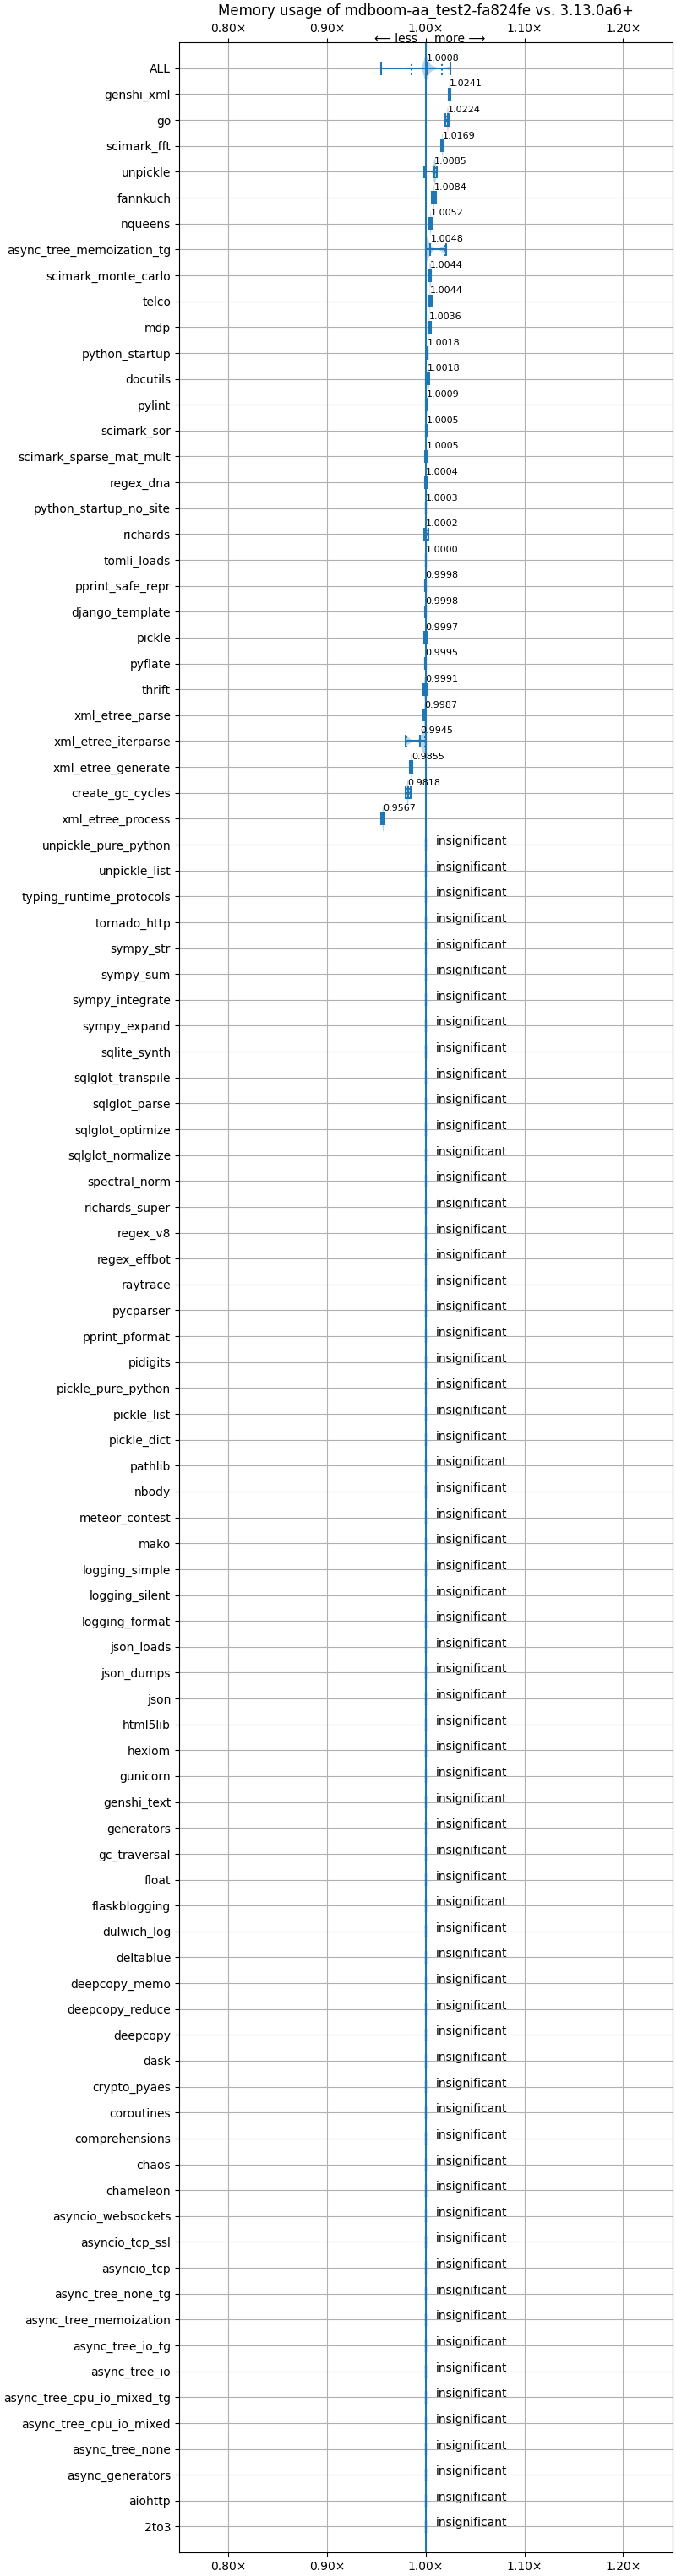 Memory usage of mdboom-aa_test2-fa824fe vs. 3.13.0a6+
0.80× 0.90× 1.00× 1.10× 1.20×
⟵ less more ⟶
ALL 1.0008
genshi_xml 1.0241
go 1.0224
scimark_fft 1.0169
unpickle 1.0085
fannkuch 1.0084
nqueens 1.0052
async_tree_memoization_tg 1.0048
scimark_monte_carlo 1.0044
telco 1.0044
mdp 1.0036
python_startup 1.0018
docutils 1.0018
pylint 1.0009
scimark_sor 1.0005
scimark_sparse_mat_mult 1.0005
regex_dna 1.0004
python_startup_no_site 1.0003
richards 1.0002
tomli_loads 1.0000
pprint_safe_repr 0.9998
django_template 0.9998
pickle 0.9997
pyflate 0.9995
thrift 0.9991
xml_etree_parse 0.9987
xml_etree_iterparse 0.9945
xml_etree_generate 0.9855
create_gc_cycles 0.9818
xml_etree_process 0.9567
unpickle_pure_python insignificant
unpickle_list insignificant
typing_runtime_protocols insignificant
tornado_http insignificant
sympy_str insignificant
sympy_sum insignificant
sympy_integrate insignificant
sympy_expand insignificant
sqlite_synth insignificant
sqlglot_transpile insignificant
sqlglot_parse insignificant
sqlglot_optimize insignificant
sqlglot_normalize insignificant
spectral_norm insignificant
richards_super insignificant
regex_v8 insignificant
regex_effbot insignificant
raytrace insignificant
pycparser insignificant
pprint_pformat insignificant
pidigits insignificant
pickle_pure_python insignificant
pickle_list insignificant
pickle_dict insignificant
pathlib insignificant
nbody insignificant
meteor_contest insignificant
mako insignificant
logging_simple insignificant
logging_silent insignificant
logging_format insignificant
json_loads insignificant
json_dumps insignificant
json insignificant
html5lib insignificant
hexiom insignificant
gunicorn insignificant
genshi_text insignificant
generators insignificant
gc_traversal insignificant
float insignificant
flaskblogging insignificant
dulwich_log insignificant
deltablue insignificant
deepcopy_memo insignificant
deepcopy_reduce insignificant
deepcopy insignificant
dask insignificant
crypto_pyaes insignificant
coroutines insignificant
comprehensions insignificant
chaos insignificant
chameleon insignificant
asyncio_websockets insignificant
asyncio_tcp_ssl insignificant
asyncio_tcp insignificant
async_tree_none_tg insignificant
async_tree_memoization insignificant
async_tree_io_tg insignificant
async_tree_io insignificant
async_tree_cpu_io_mixed_tg insignificant
async_tree_cpu_io_mixed insignificant
async_tree_none insignificant
async_generators insignificant
aiohttp insignificant
2to3 insignificant
0.80× 0.90× 1.00× 1.10× 1.20×